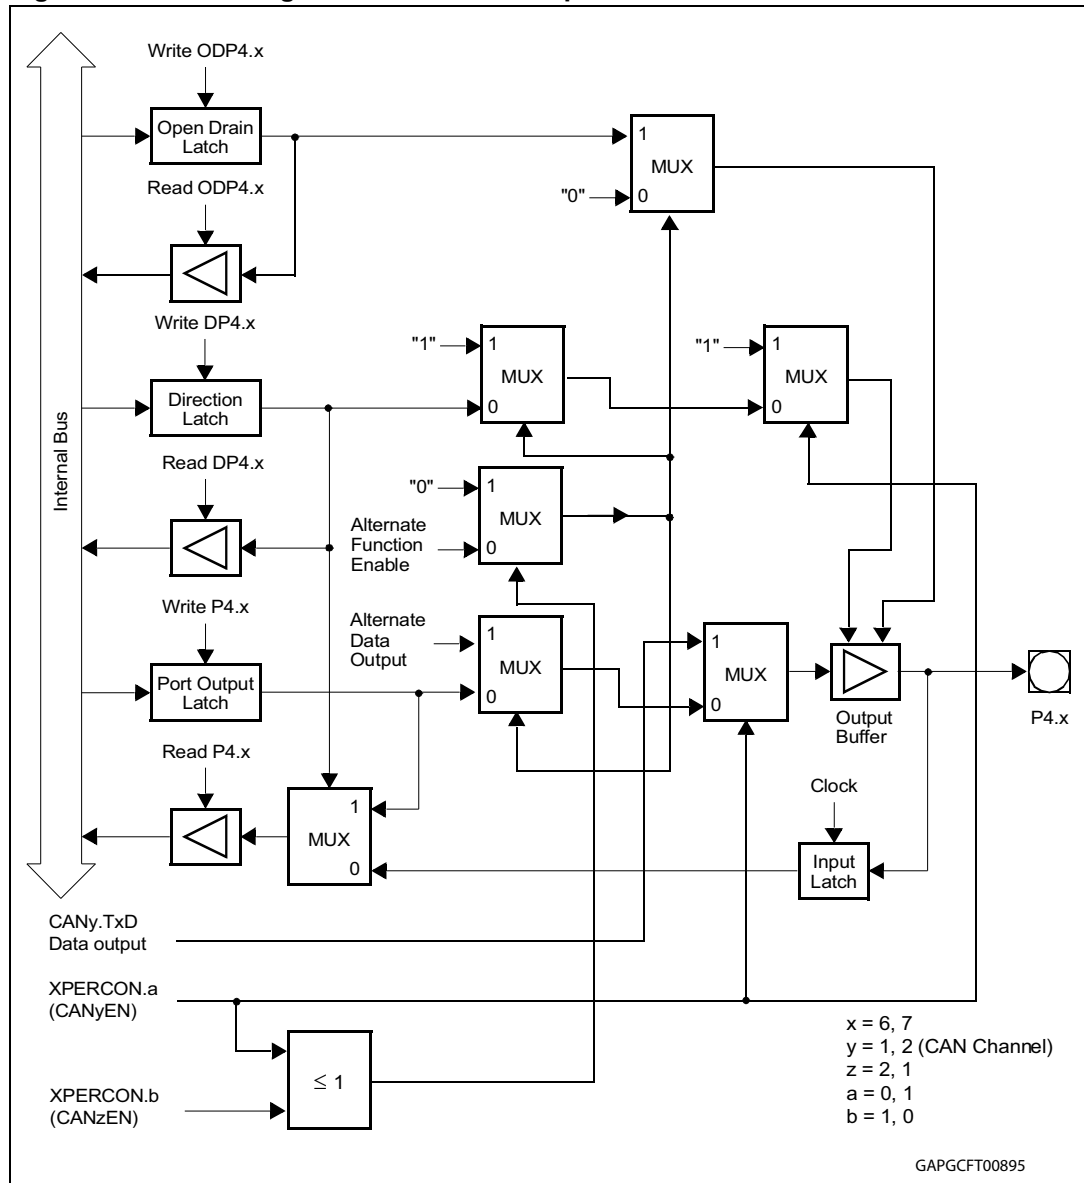 Write ODP4.x
Open Drain
Latch
1
MUX
"0"
0
Read ODP4.x
Write DP4.x
"1"
1
MUX
0
"1"
1
MUX
0
Direction
Latch
Internal Bus
Read DP4.x
"0"
1
MUX
0
Alternate
Function
Enable
Write P4.x
Alternate
Data
Output
1
MUX
0
1
MUX
0
Port Output
Latch
Output
Buffer
P4.x
Read P4.x
Clock
1
MUX
0
Input
Latch
CANy.TxD
Data output
XPERCON.a
(CANyEN)
≤ 1
XPERCON.b
(CANzEN)
x = 6, 7
y = 1, 2 (CAN Channel)
z = 2, 1
a = 0, 1
b = 1, 0
GAPGCFT00895